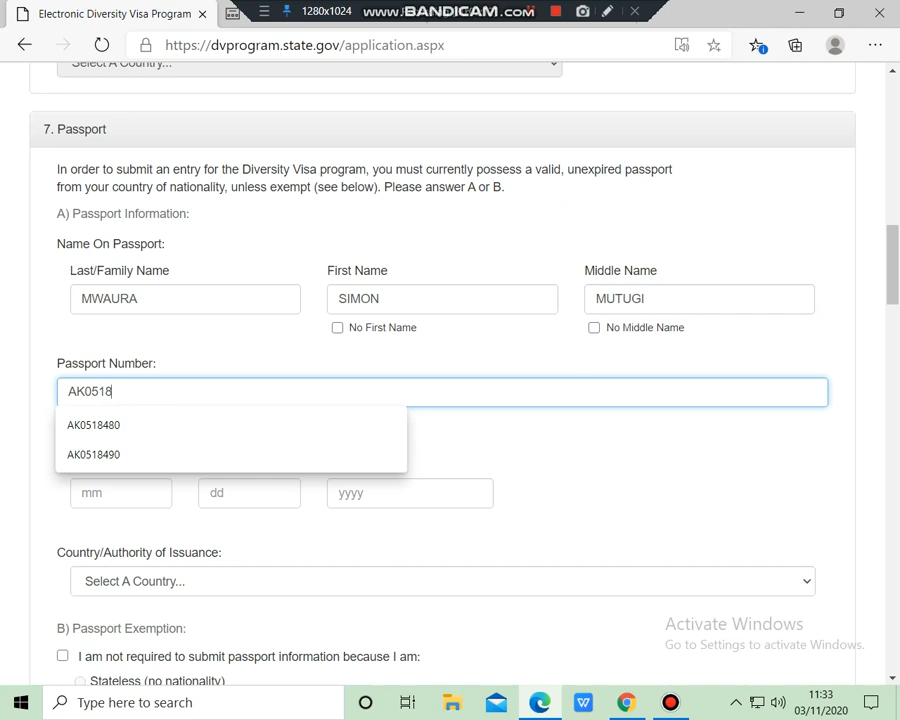 Electronic Diversity Visa Program
1280x1024
www.BANDICAM.com
https://dvprogram.state.gov/application.aspx
Select A Country...
7. Passport
In order to submit an entry for the Diversity Visa program, you must currently possess a valid, unexpired passport
from your country of nationality, unless exempt (see below). Please answer A or B.
A) Passport Information:
Name On Passport:
Last/Family Name First Name Middle Name
MWAURA SIMON MUTUGI
No First Name No Middle Name
Passport Number:
AK0518
AK0518480
AK0518490
mm dd yyyy
Country/Authority of Issuance:
Select A Country...
B) Passport Exemption:
I am not required to submit passport information because I am:
Stateless (no nationality)
Activate Windows
Go to Settings to activate Windows.
Type here to search
11:33
03/11/2020